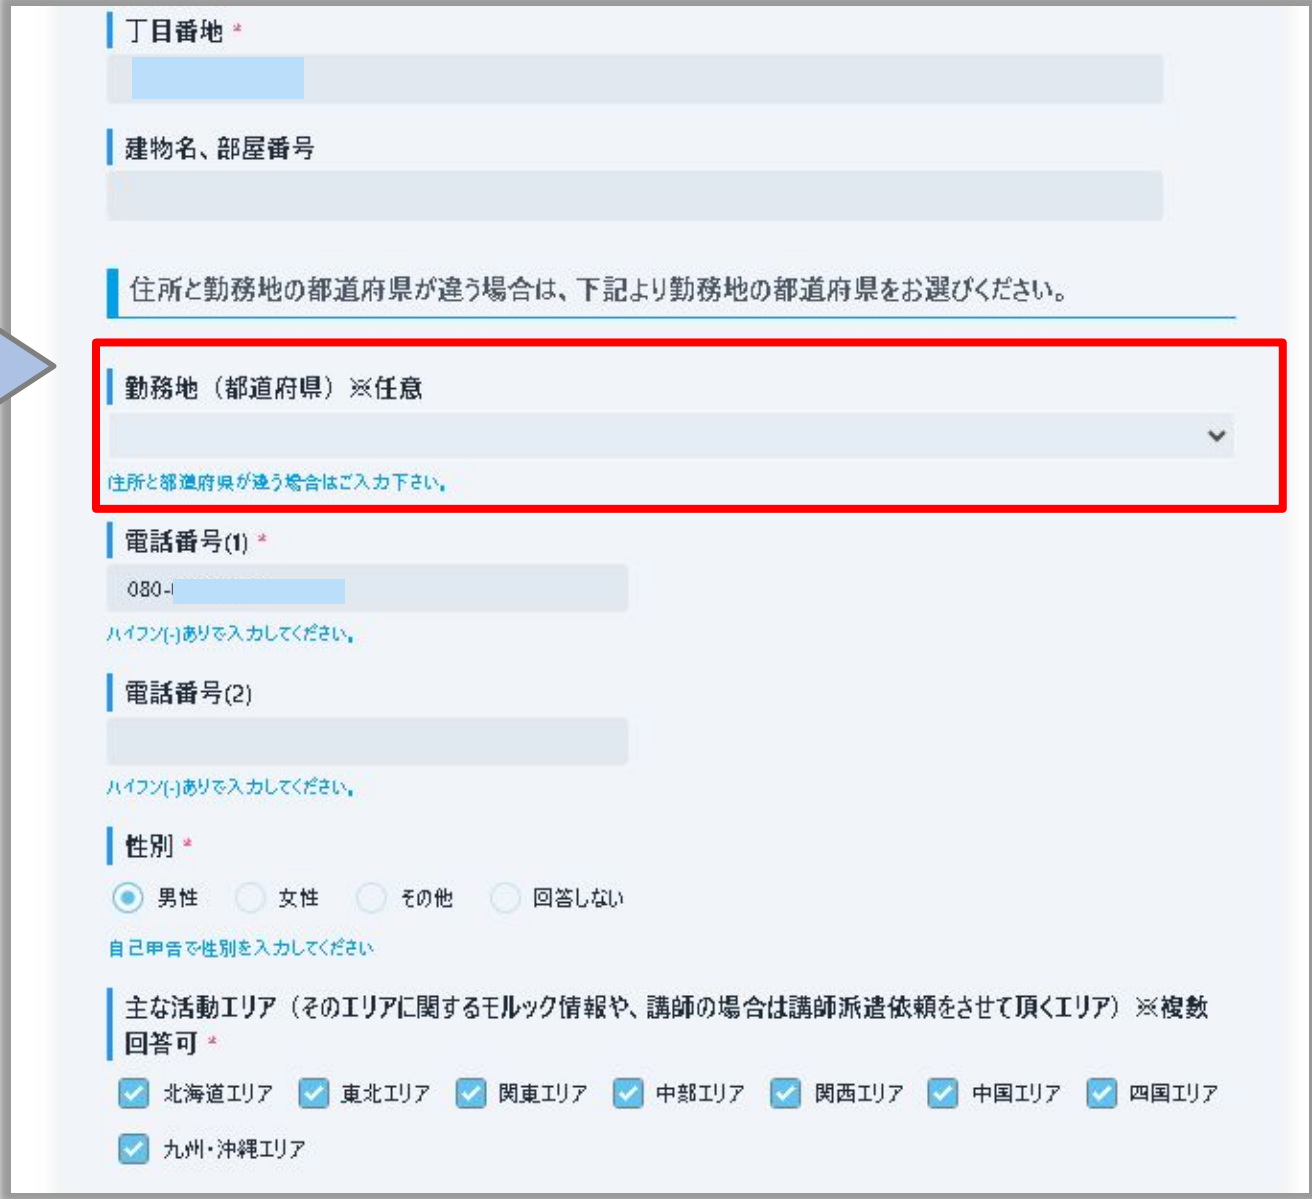 丁目番地 *
建物名、部屋番号
住所と勤務地の都道府県が違う場合は、下記より勤務地の都道府県をお選びください。
勤務地（都道府県）※任意
住所と都道府県が違う場合はご入力下さい。
電話番号(1) *
080-
ハイフン(-)ありで入力してください。
電話番号(2)
ハイフン(-)ありで入力してください。
性別 *
男性 女性 その他 回答しない
自己申告で性別を入力してください
主な活動エリア（そのエリアに関するモルック情報や、講師の場合は講師派遣依頼をさせて頂くエリア）※複数
回答可 *
北海道エリア 東北エリア 関東エリア 中部エリア 関西エリア 中国エリア 四国エリア
九州・沖縄エリア